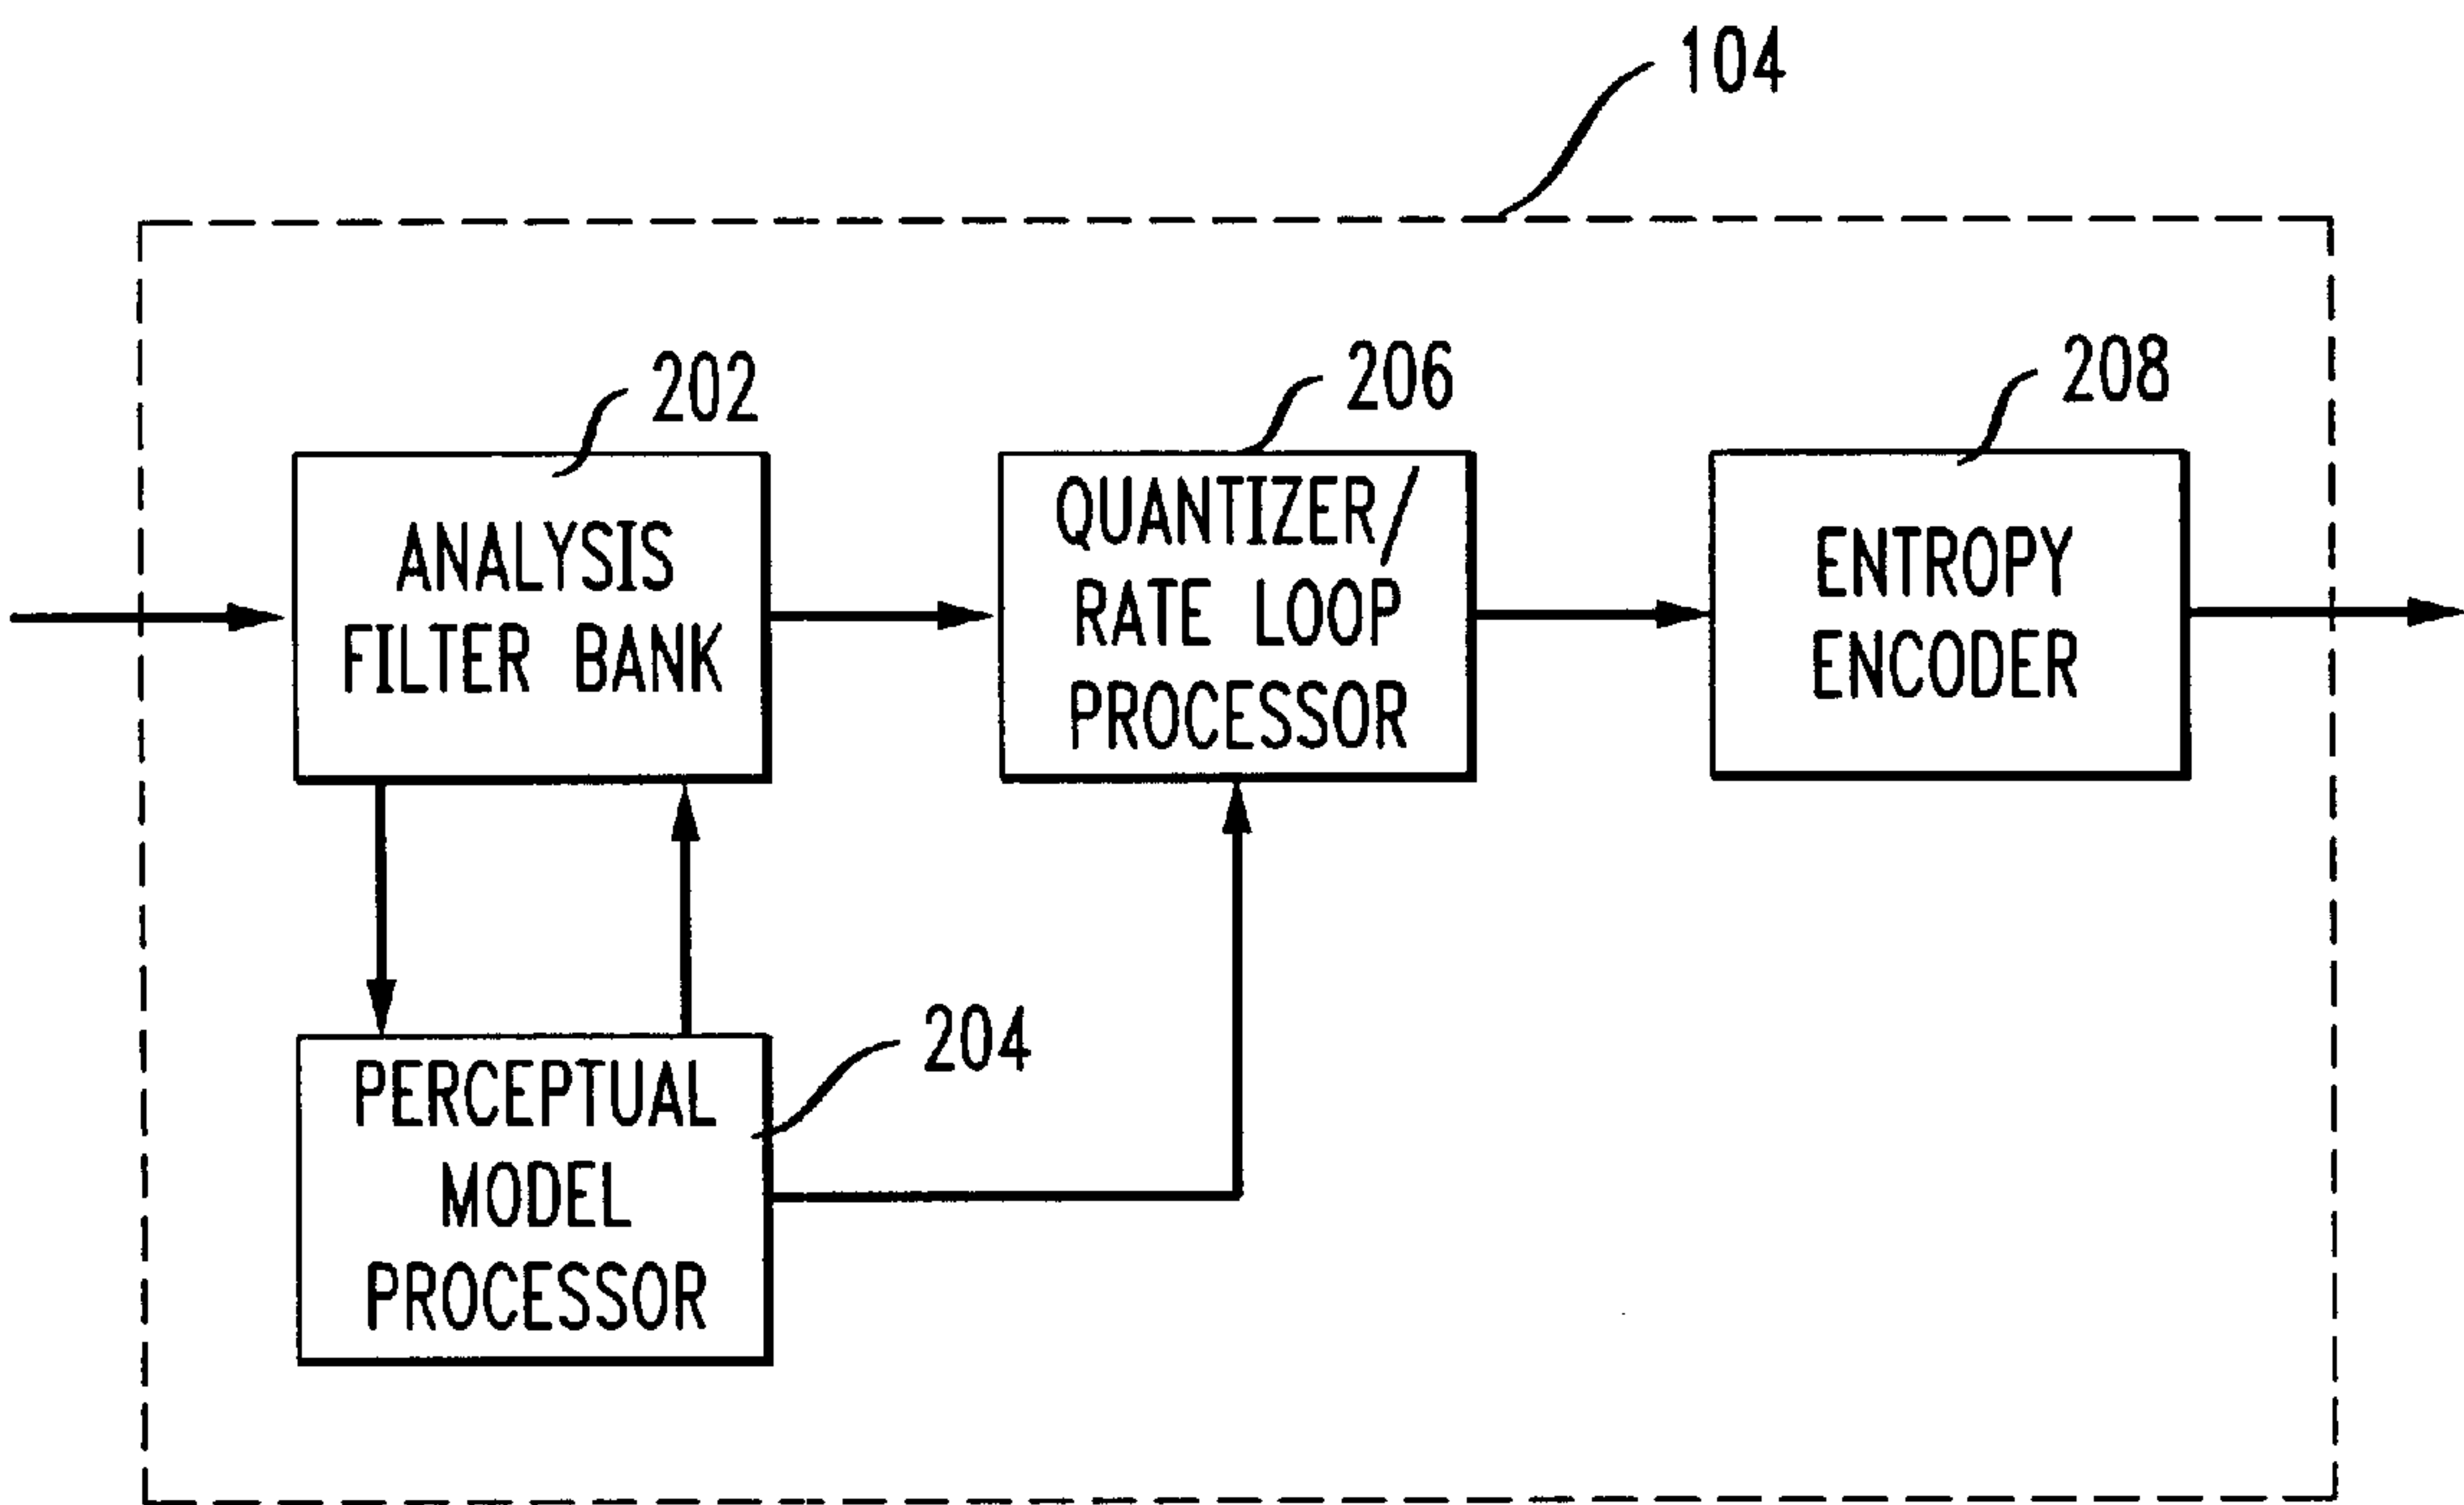 104
202
206
208
ANALYSIS
FILTER BANK
QUANTIZER/
RATE LOOP
PROCESSOR
ENTROPY
ENCODER
204
PERCEPTUAL
MODEL
PROCESSOR